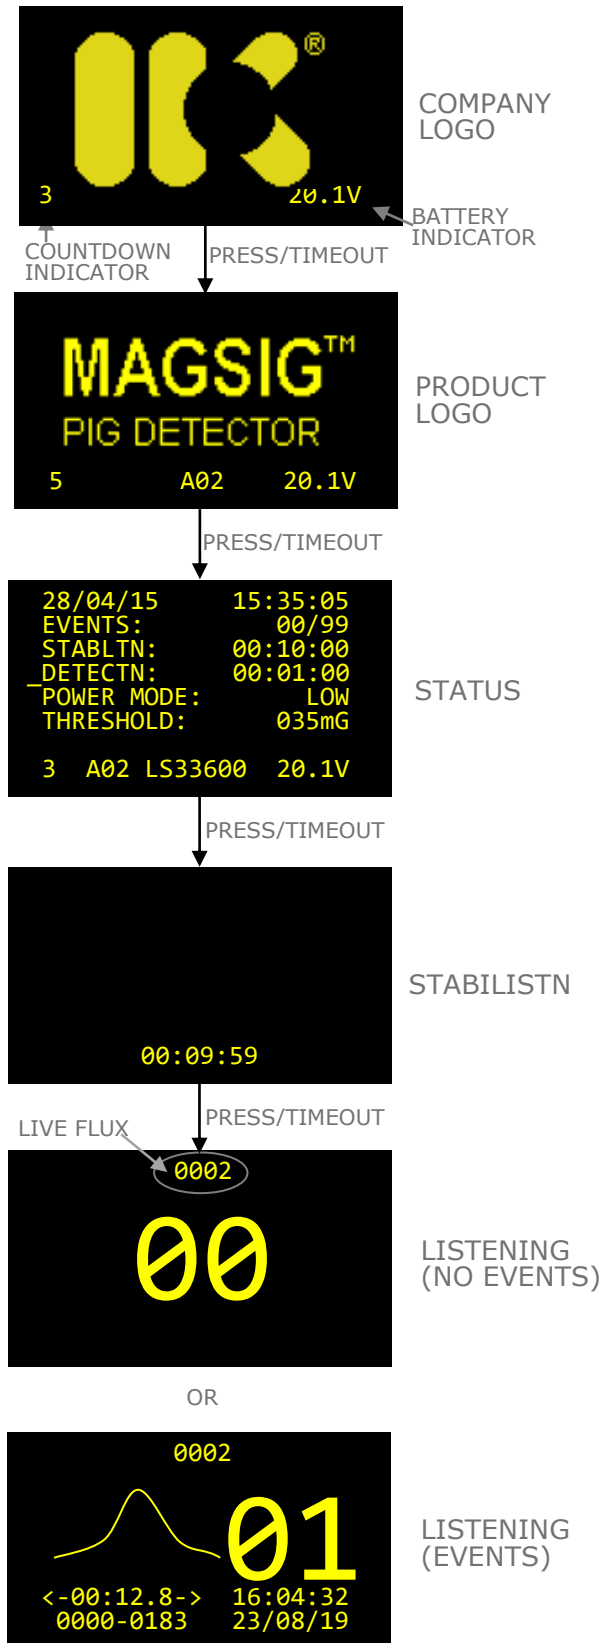 ®
COMPANY
LOGO
3 20.1V
BATTERY
INDICATOR
COUNTDOWN
INDICATOR
PRESS/TIMEOUT
MAGSIG™
PIG DETECTOR
5 A02 20.1V
PRODUCT
LOGO
PRESS/TIMEOUT
28/04/15 15:35:05
EVENTS: 00/99
STABLTN: 00:10:00
_DETECTN: 00:01:00
POWER MODE: LOW
THRESHOLD: 035mG
3 A02 LS33600 20.1V
STATUS
PRESS/TIMEOUT
00:09:59
STABILISTN
PRESS/TIMEOUT
LIVE FLUX
0002
00
LISTENING
(NO EVENTS)
OR
0002
01
<-00:12.8-> 16:04:32
0000-0183 23/08/19
LISTENING
(EVENTS)